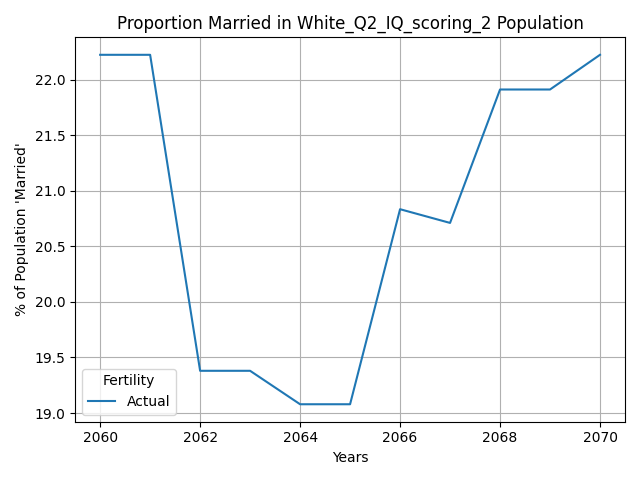 Proportion Married in White_Q2_IQ_scoring_2 Population
% of Population 'Married'
22.0
21.5
21.0
20.5
20.0
19.5
19.0
Fertility
Actual
2060 2062 2064 2066 2068 2070
Years